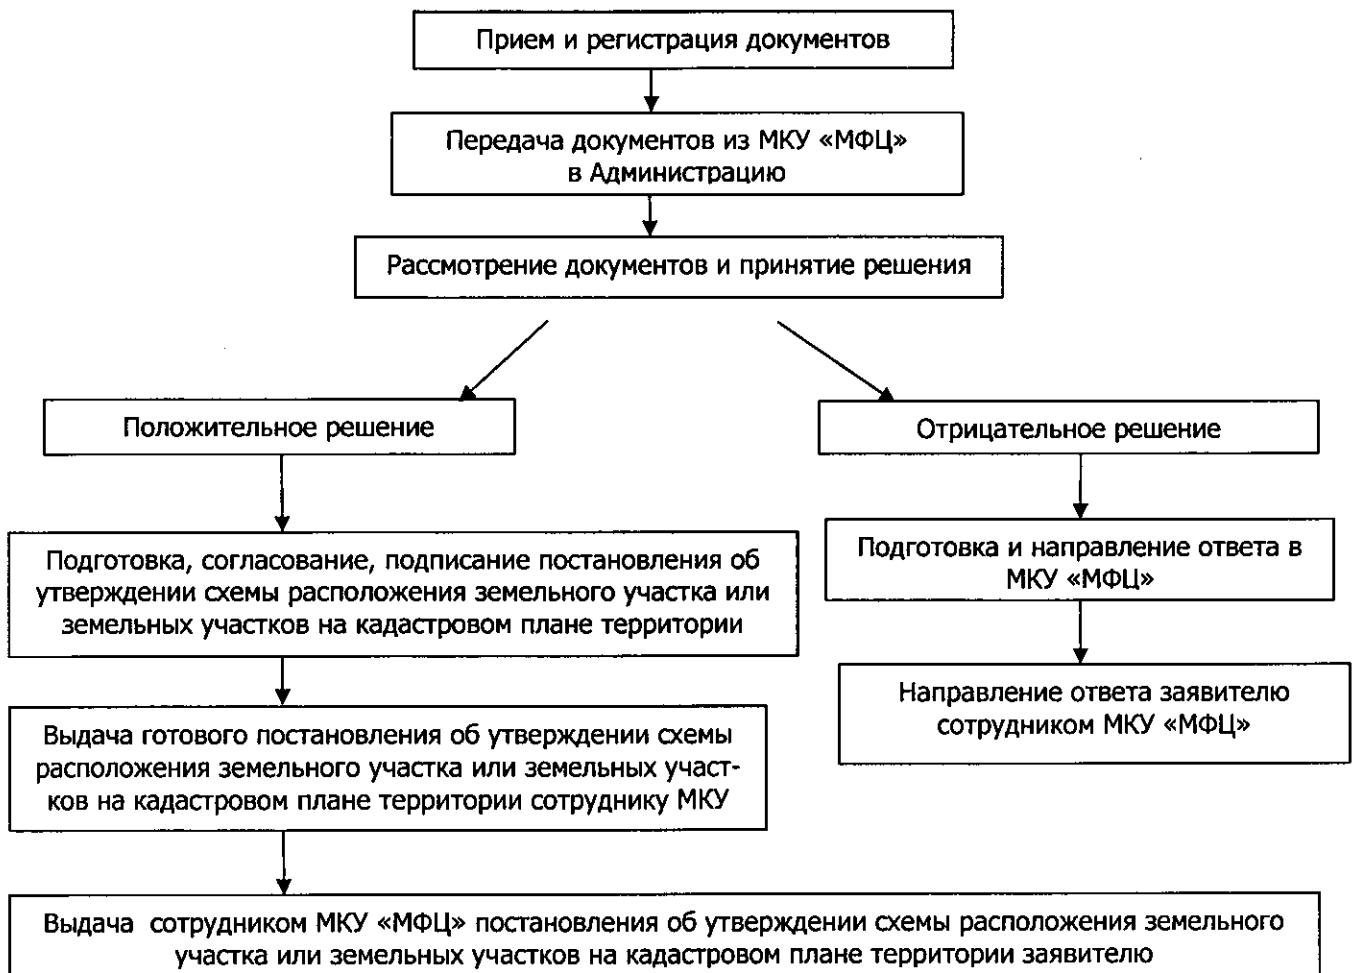 Прием и регистрация документов
Передача документов из МКУ «МФЦ»
в Администрацию
Рассмотрение документов и принятие решения
Положительное решение
Отрицательное решение
Подготовка, согласование, подписание постановления об
утверждении схемы расположения земельного участка или
земельных участков на кадастровом плане территории
Подготовка и направление ответа в
МКУ «МФЦ»
Выдача готового постановления об утверждении схемы
расположения земельного участка или земельных участ-
ков на кадастровом плане территории сотруднику МКУ
Направление ответа заявителю
сотрудником МКУ «МФЦ»
Выдача сотрудником МКУ «МФЦ» постановления об утверждении схемы расположения земельного
участка или земельных участков на кадастровом плане территории заявителю